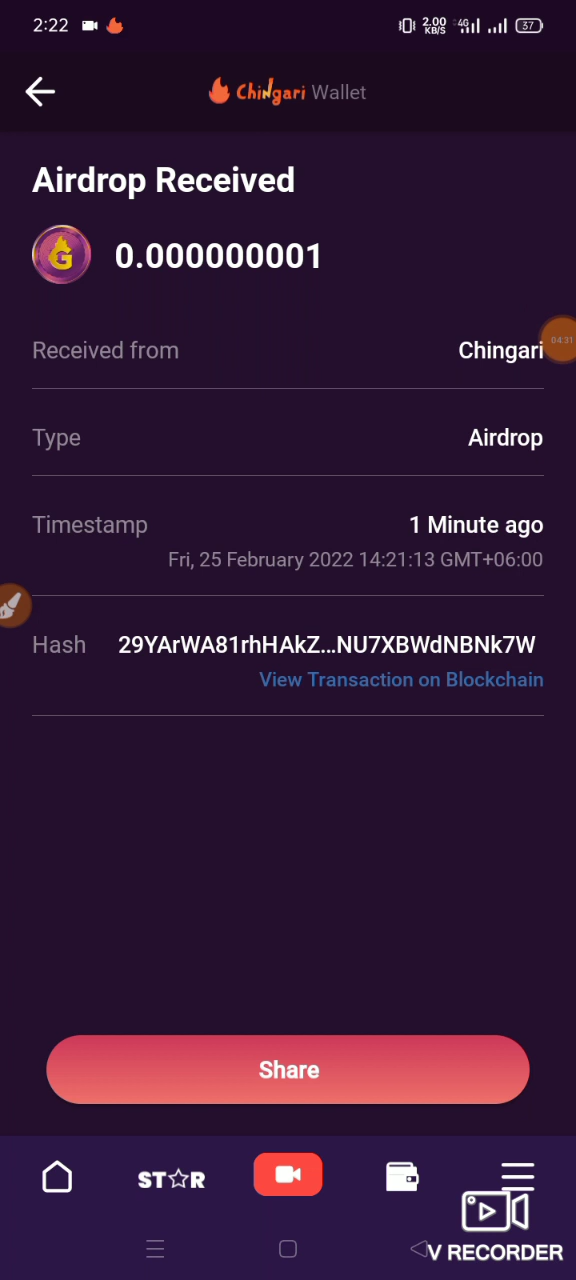 2:22 2.00 KB/S 4G 37
Chingari Wallet
Airdrop Received
G 0.000000001
Received from Chingari
04:31
Type Airdrop
Timestamp 1 Minute ago
Fri, 25 February 2022 14:21:13 GMT+06:00
Hash 29YArWA81rhHAkZ...NU7XBWdNBNk7W
View Transaction on Blockchain
Share
ST☆R
V RECORDER